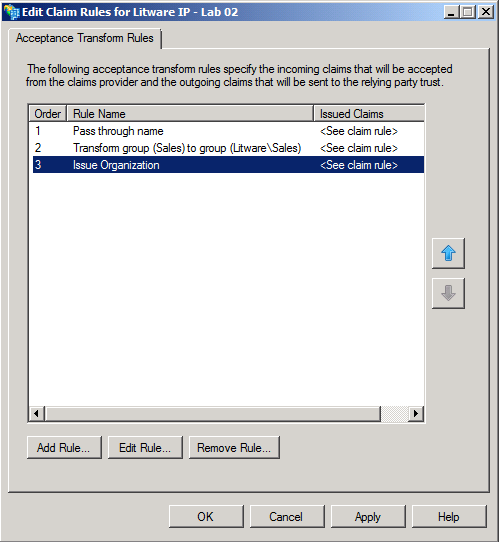 Edit Claim Rules for Litware IP - Lab 02
Acceptance Transform Rules
The following acceptance transform rules specify the incoming claims that will be accepted
from the claims provider and the outgoing claims that will be sent to the relying party trust.
Order Rule Name Issued Claims
1 Pass through name <See claim rule>
2 Transform group (Sales) to group (Litware\Sales) <See claim rule>
3 Issue Organization <See claim rule>
Add Rule... Edit Rule... Remove Rule...
OK Cancel Apply Help